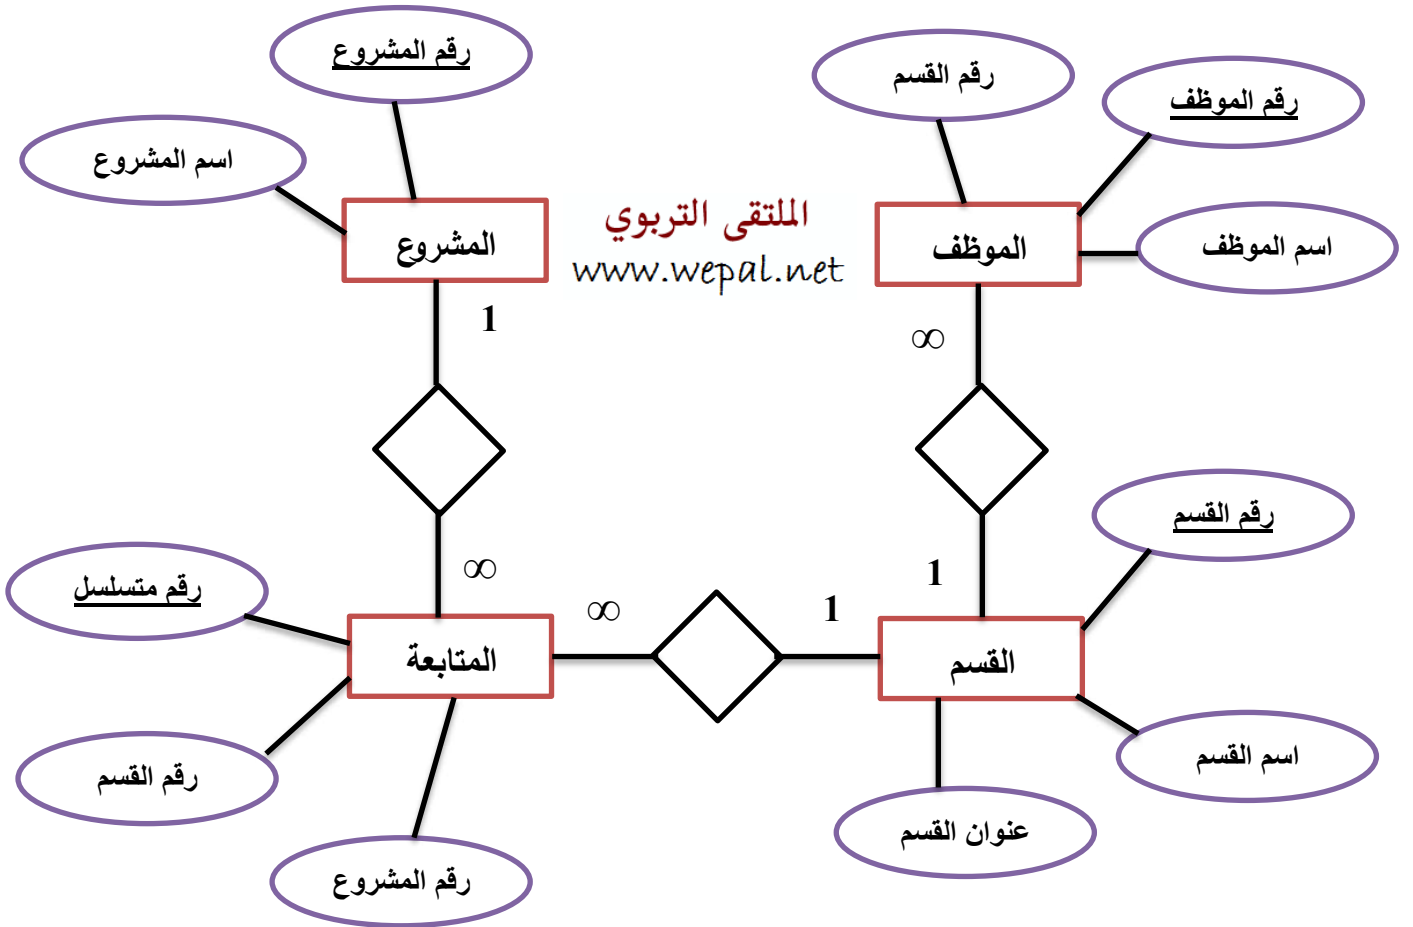 رقم المشروع
رقم القسم
رقم الموظف
اسم المشروع
اسم الموظف
الملتقى التربوي
www.wepal.net
المشروع
الموظف
1
∞
رقم القسم
∞
1
رقم متسلسل
∞
1
المتابعة
القسم
رقم القسم
اسم القسم
عنوان القسم
رقم المشروع